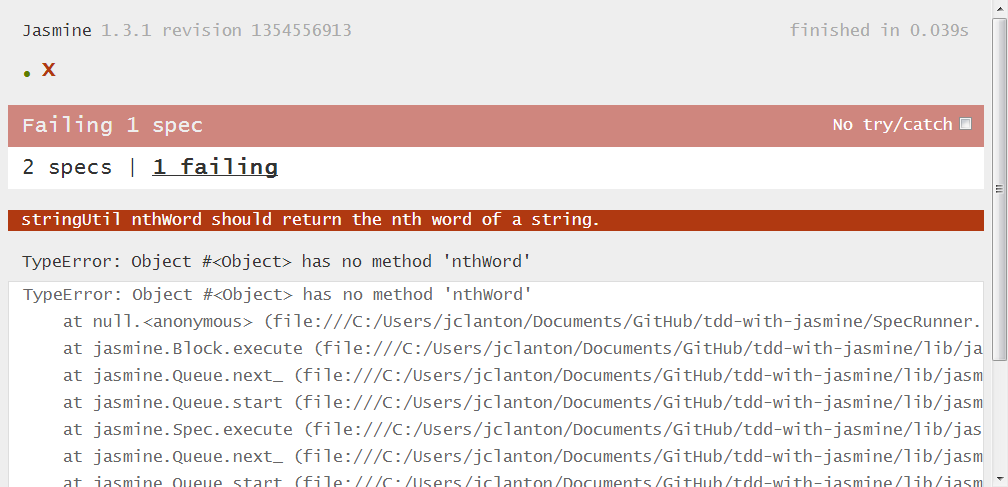 Jasmine 1.3.1 revision 1354556913 finished in 0.039s
• X
Failing 1 spec No try/catch
2 specs | 1 failing
stringUtil nthWord should return the nth word of a string.
TypeError: Object #<Object> has no method 'nthWord'
TypeError: Object #<Object> has no method 'nthWord'
at null.<anonymous> (file:///C:/Users/jclanton/Documents/GitHub/tdd-with-jasmine/SpecRunner.
at jasmine.Block.execute (file:///C:/Users/jclanton/Documents/GitHub/tdd-with-jasmine/lib/ja
at jasmine.Queue.next_ (file:///C:/Users/jclanton/Documents/GitHub/tdd-with-jasmine/lib/jasm
at jasmine.Queue.start (file:///C:/Users/jclanton/Documents/GitHub/tdd-with-jasmine/lib/jasm
at jasmine.Spec.execute (file:///C:/Users/jclanton/Documents/GitHub/tdd-with-jasmine/lib/jas
at jasmine.Queue.next_ (file:///C:/Users/jclanton/Documents/GitHub/tdd-with-jasmine/lib/jasm
at jasmine.Queue.start (file:///C:/Users/jclanton/Documents/GitHub/tdd-with-jasmine/lib/jasm